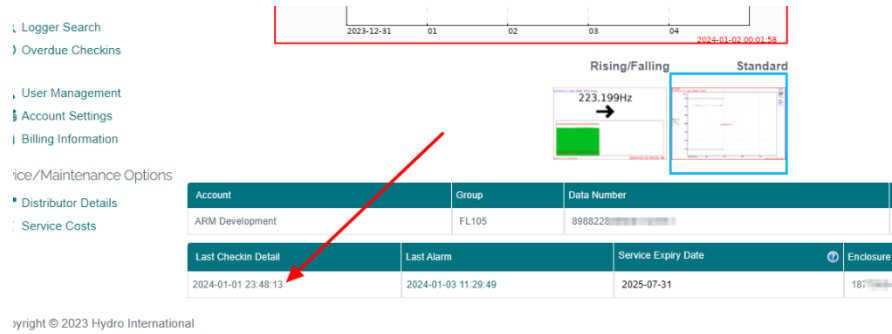 Logger Search
Overdue Checkins
User Management
Account Settings
Billing Information
ice/Maintenance Options
Distributor Details
Service Costs
2023-12-31 01 02 03 04
2024-01-02 00:01:58
Rising/Falling Standard
223.199Hz
Account Group Data Number
ARM Development FL105 8988228
Last Checkin Detail Last Alarm Service Expiry Date Enclosure
2024-01-01 23:48:13 2024-01-03 11:29:49 2025-07-31 187
yright © 2023 Hydro International